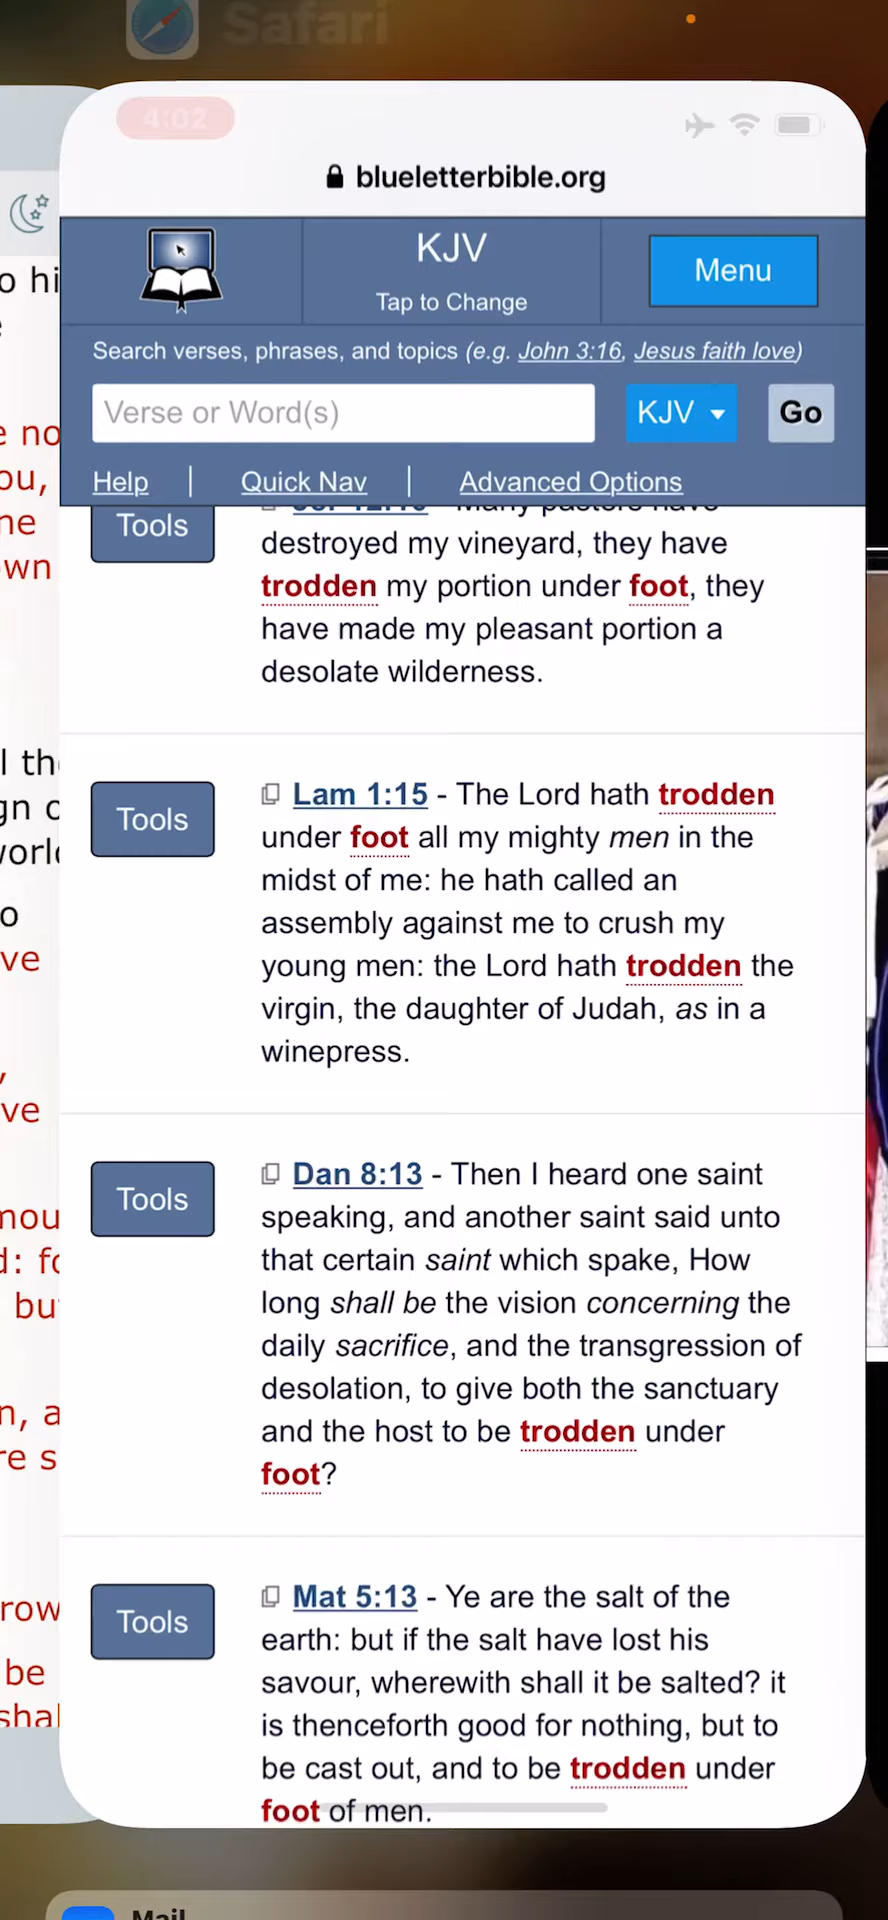 Safari
4:02
blueletterbible.org
KJV
Tap to Change
Menu
Search verses, phrases, and topics (e.g. John 3:16, Jesus faith love)
Verse or Word(s)
KJV
Go
Help | Quick Nav | Advanced Options
Tools
Many pastors have
destroyed my vineyard, they have
trodden my portion under foot, they
have made my pleasant portion a
desolate wilderness.
Tools
Lam 1:15 - The Lord hath trodden
under foot all my mighty men in the
midst of me: he hath called an
assembly against me to crush my
young men: the Lord hath trodden the
virgin, the daughter of Judah, as in a
winepress.
Tools
Dan 8:13 - Then I heard one saint
speaking, and another saint said unto
that certain saint which spake, How
long shall be the vision concerning the
daily sacrifice, and the transgression of
desolation, to give both the sanctuary
and the host to be trodden under
foot?
Tools
Mat 5:13 - Ye are the salt of the
earth: but if the salt have lost his
savour, wherewith shall it be salted? it
is thenceforth good for nothing, but to
be cast out, and to be trodden under
foot of men.
Mail